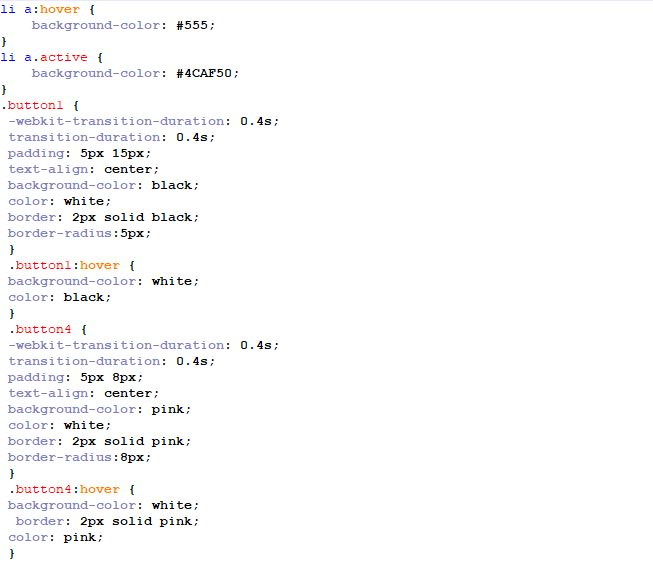 li a:hover {
    background-color: #555;
}
li a.active {
    background-color: #4CAF50;
}
.button1 {
 -webkit-transition-duration: 0.4s;
 transition-duration: 0.4s;
 padding: 5px 15px;
 text-align: center;
 background-color: black;
 color: white;
 border: 2px solid black;
 border-radius:5px;
 }
 .button1:hover {
 background-color: white;
 color: black;
 }
 .button4 {
 -webkit-transition-duration: 0.4s;
 transition-duration: 0.4s;
 padding: 5px 8px;
 text-align: center;
 background-color: pink;
 color: white;
 border: 2px solid pink;
 border-radius:8px;
 }
 .button4:hover {
 background-color: white;
  border: 2px solid pink;
 color: pink;
 }